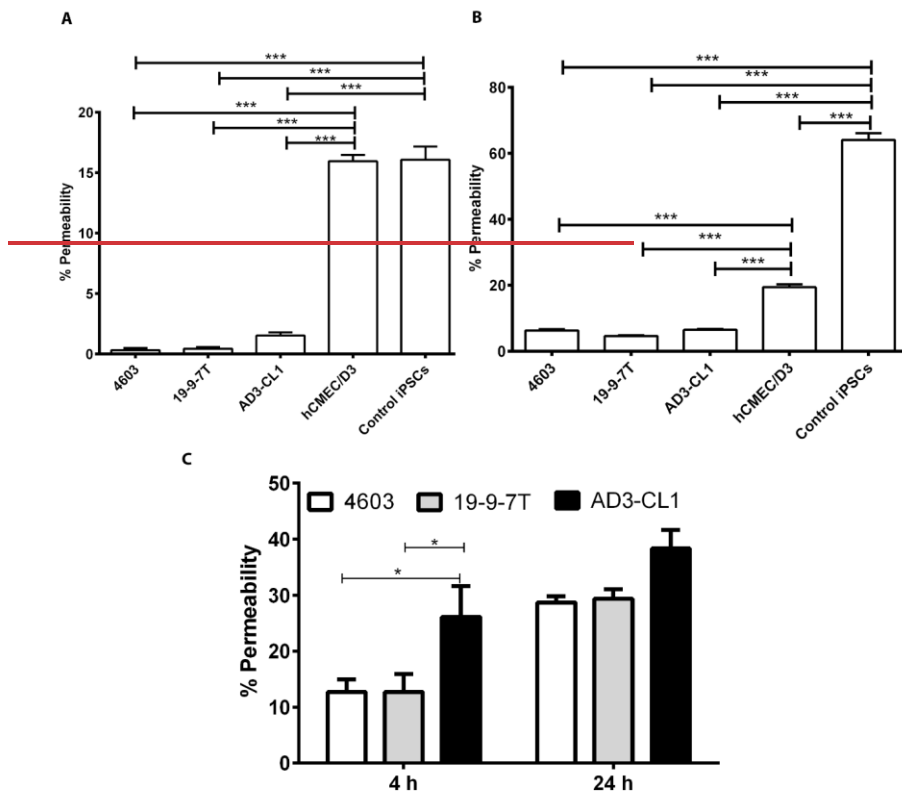 A
***
***
***
***
***
***
20
15
10
5
0
% Permeability
4603
19-9-7T
AD3-CL1
hCMEC/D3
Control iPSCs
B
***
***
***
***
***
***
***
80
60
40
20
0
% Permeability
4603
19-9-7T
AD3-CL1
hCMEC/D3
Control iPSCs
C
4603 19-9-7T AD3-CL1
*
*
50
40
30
20
10
0
% Permeability
4 h 24 h